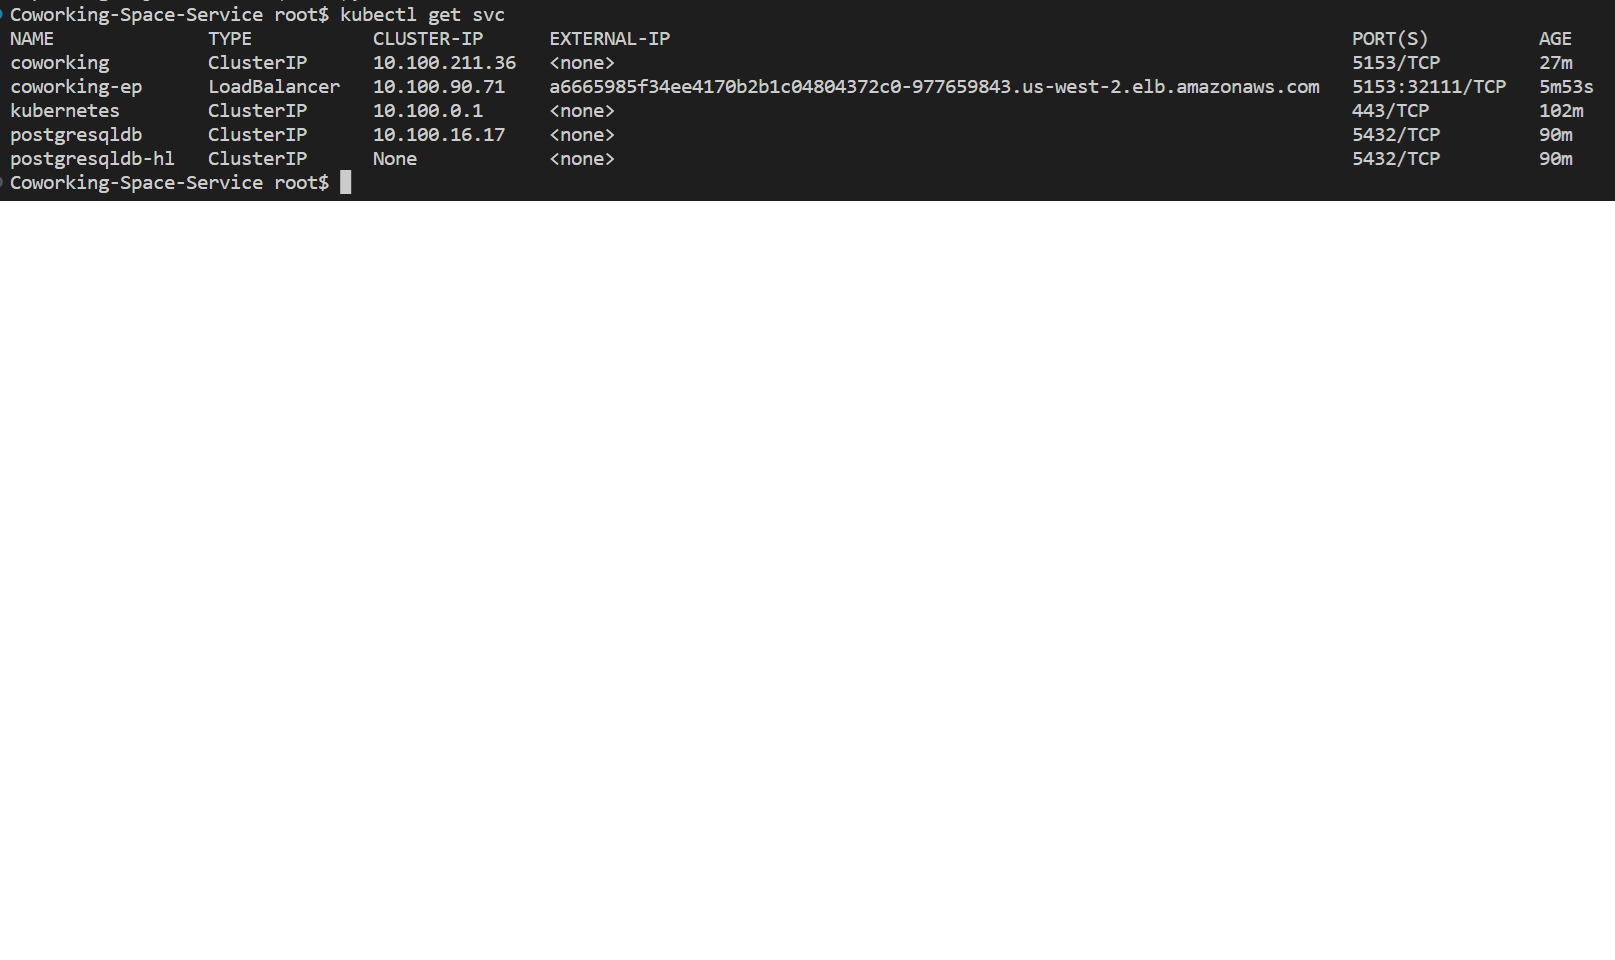 Coworking-Space-Service root$ kubectl get svc
NAME TYPE CLUSTER-IP EXTERNAL-IP PORT(S) AGE
coworking ClusterIP 10.100.211.36 <none> 5153/TCP 27m
coworking-ep LoadBalancer 10.100.90.71 a6665985f34ee4170b2b1c04804372c0-977659843.us-west-2.elb.amazonaws.com 5153:32111/TCP 5m53s
kubernetes ClusterIP 10.100.0.1 <none> 443/TCP 102m
postgresqldb ClusterIP 10.100.16.17 <none> 5432/TCP 90m
postgresqldb-hl ClusterIP None <none> 5432/TCP 90m
Coworking-Space-Service root$